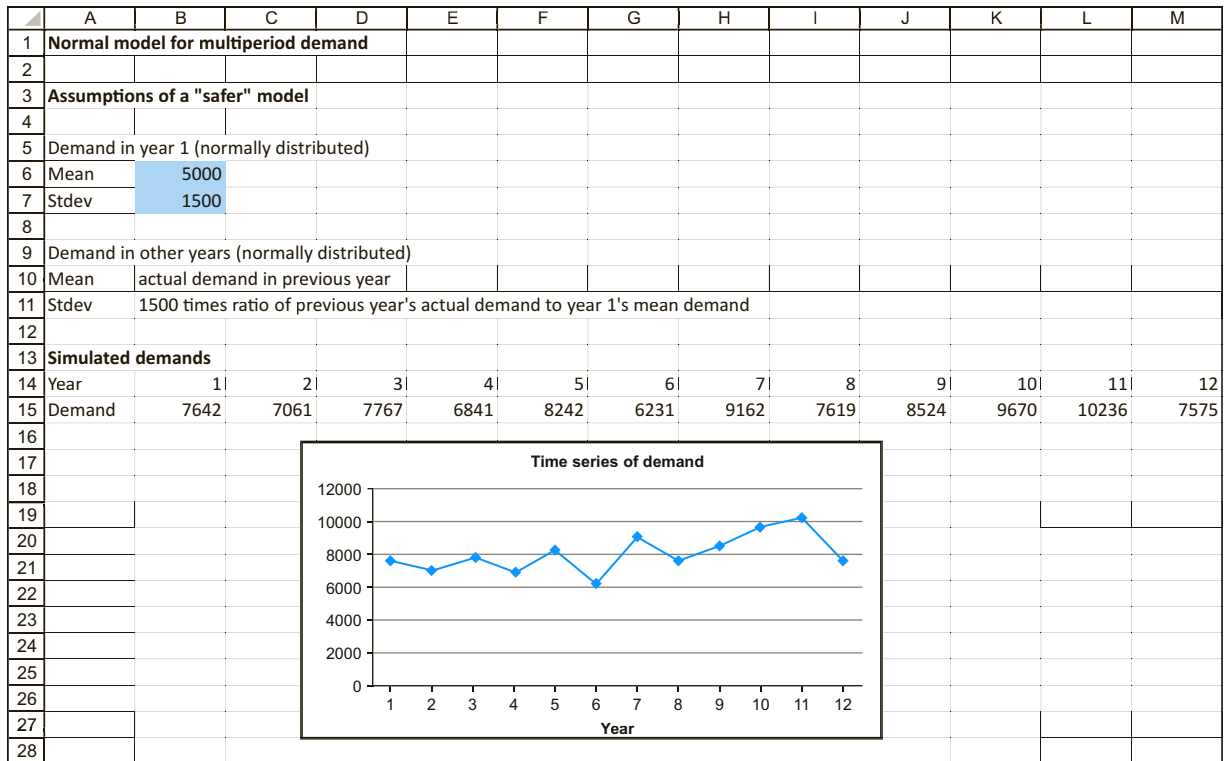 A B C D E F G H I J K L M
1 Normal model for multiperiod demand
2
3 Assumptions of a "safer" model
4
5 Demand in year 1 (normally distributed)
6 Mean 5000
7 Stdev 1500
8
9 Demand in other years (normally distributed)
10 Mean actual demand in previous year
11 Stdev 1500 times ratio of previous year's actual demand to year 1's mean demand
12
13 Simulated demands
14 Year 1 2 3 4 5 6 7 8 9 10 11 12
15 Demand 7642 7061 7767 6841 8242 6231 9162 7619 8524 9670 10236 7575
16
17
18
19
20
21
22
23
24
25
26
27
28
Time series of demand
12000
10000
8000
6000
4000
2000
0
1 2 3 4 5 6 7 8 9 10 11 12
Year